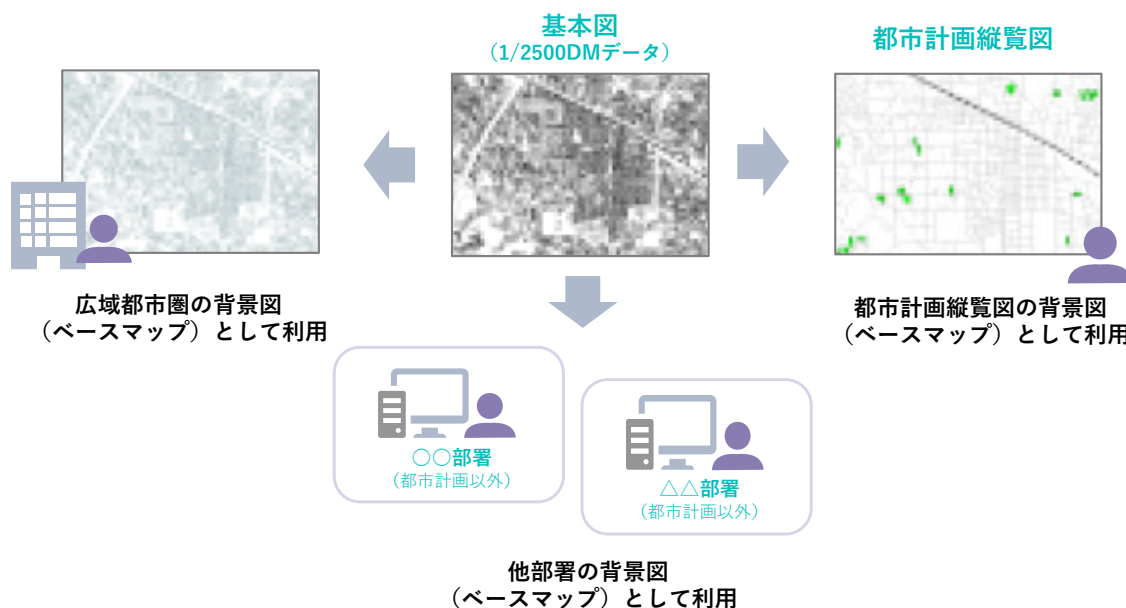 基本図
（1/2500DMデータ）
都市計画縦覧図
広域都市圏の背景図
（ベースマップ）として利用
都市計画縦覧図の背景図
（ベースマップ）として利用
○○部署
（都市計画以外）
△△部署
（都市計画以外）
他部署の背景図
（ベースマップ）として利用